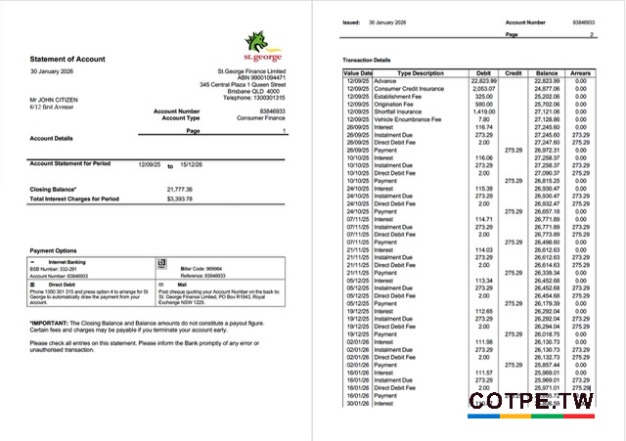 Statement of Account
30 January 2026
st.george
St.George Finance Limited
ABN 99001094471
345 Central Plaza 1 Queen Street
Brisbane QLD 4000
Telephone: 1300301315
Mr JOHN CITIZEN
6/12 first Avenue
Account Number 83846933
Account Type Consumer Finance
Page 1
Account Details
Account Statement for Period 12/09/25 to 15/12/26
Closing Balance* 21,777.36
Total Interest Charges for Period $3,393.78
Payment Options
Internet Banking
BSB Number: 332-291
Account Number: 83846933
Biller Code: 960964
Reference: 83846933
Direct Debit
Phone 1300 301 315 and press option 4 to arrange for St
George to automatically draw the payment from your
account.
Mail
Post cheque quoting your Account Number on the back to:
St. George Finance Limited, PO Box R1943, Royal
Exchange NSW 1225.
*IMPORTANT: The Closing Balance and Balance amounts do not constitute a payout figure.
Certain fees and charges may be payable if you terminate your account early.
Please check all entries on this statement. Please inform the Bank promptly of any error or
unauthorised transaction.
Issued: 30 January 2026 Account Number 83846933
Page 2
Transaction Details
Value Date Type Description Debit Credit Balance Arrears
12/09/25 Advance 22,823.99 22,823.99 0.00
12/09/25 Consumer Credit Insurance 2,053.07 24,877.06 0.00
12/09/25 Establishment Fee 325.00 25,202.06 0.00
12/09/25 Origination Fee 500.00 25,702.06 0.00
12/09/25 Shortfall Insurance 1,419.00 27,121.06 0.00
12/09/25 Vehicle Encumbrance Fee 7.80 27,128.86 0.00
26/09/25 Interest 116.74 27,245.60 0.00
26/09/25 Instalment Due 273.29 27,245.60 273.29
26/09/25 Direct Debit Fee 2.00 27,247.60 275.29
26/09/25 Payment 275.29 26,972.31 0.00
10/10/25 Interest 116.06 27,258.37 0.00
10/10/25 Instalment Due 273.29 27,258.37 273.29
10/10/25 Direct Debit Fee 2.00 27,090.37 275.29
10/10/25 Payment 275.29 26,815.25 0.00
24/10/25 Interest 115.39 26,930.47 0.00
24/10/25 Instalment Due 273.29 26,930.47 273.29
24/10/25 Direct Debit Fee 2.00 26,932.47 275.29
24/10/25 Payment 275.29 26,657.18 0.00
07/11/25 Interest 114.71 26,771.89 0.00
07/11/25 Instalment Due 273.29 26,771.89 273.29
07/11/25 Direct Debit Fee 2.00 26,773.89 275.29
07/11/25 Payment 275.29 26,498.60 0.00
21/11/25 Interest 114.03 26,612.63 0.00
21/11/25 Instalment Due 273.29 26,612.63 273.29
21/11/25 Direct Debit Fee 2.00 26,614.63 275.29
21/11/25 Payment 275.29 26,339.34 0.00
05/12/25 Interest 113.34 26,452.68 0.00
05/12/25 Instalment Due 273.29 26,452.68 273.29
05/12/25 Direct Debit Fee 2.00 26,454.68 275.29
05/12/25 Payment 275.29 26,179.39 0.00
19/12/25 Interest 112.65 26,292.04 0.00
19/12/25 Instalment Due 273.29 26,292.04 273.29
19/12/25 Direct Debit Fee 2.00 26,294.04 275.29
19/12/25 Payment 275.29 26,018.75 0.00
02/01/26 Interest 111.98 26,130.73 0.00
02/01/26 Instalment Due 273.29 26,130.73 273.29
02/01/26 Direct Debit Fee 2.00 26,132.73 275.29
02/01/26 Payment 275.29 25,857.44 0.00
16/01/26 Interest 111.57 25,969.01 0.00
16/01/26 Instalment Due 273.29 25,969.01 273.29
16/01/26 Direct Debit Fee 2.00 25,971.01 275.29
16/01/26 Payment
30/01/26 Interest
COTPE.TW